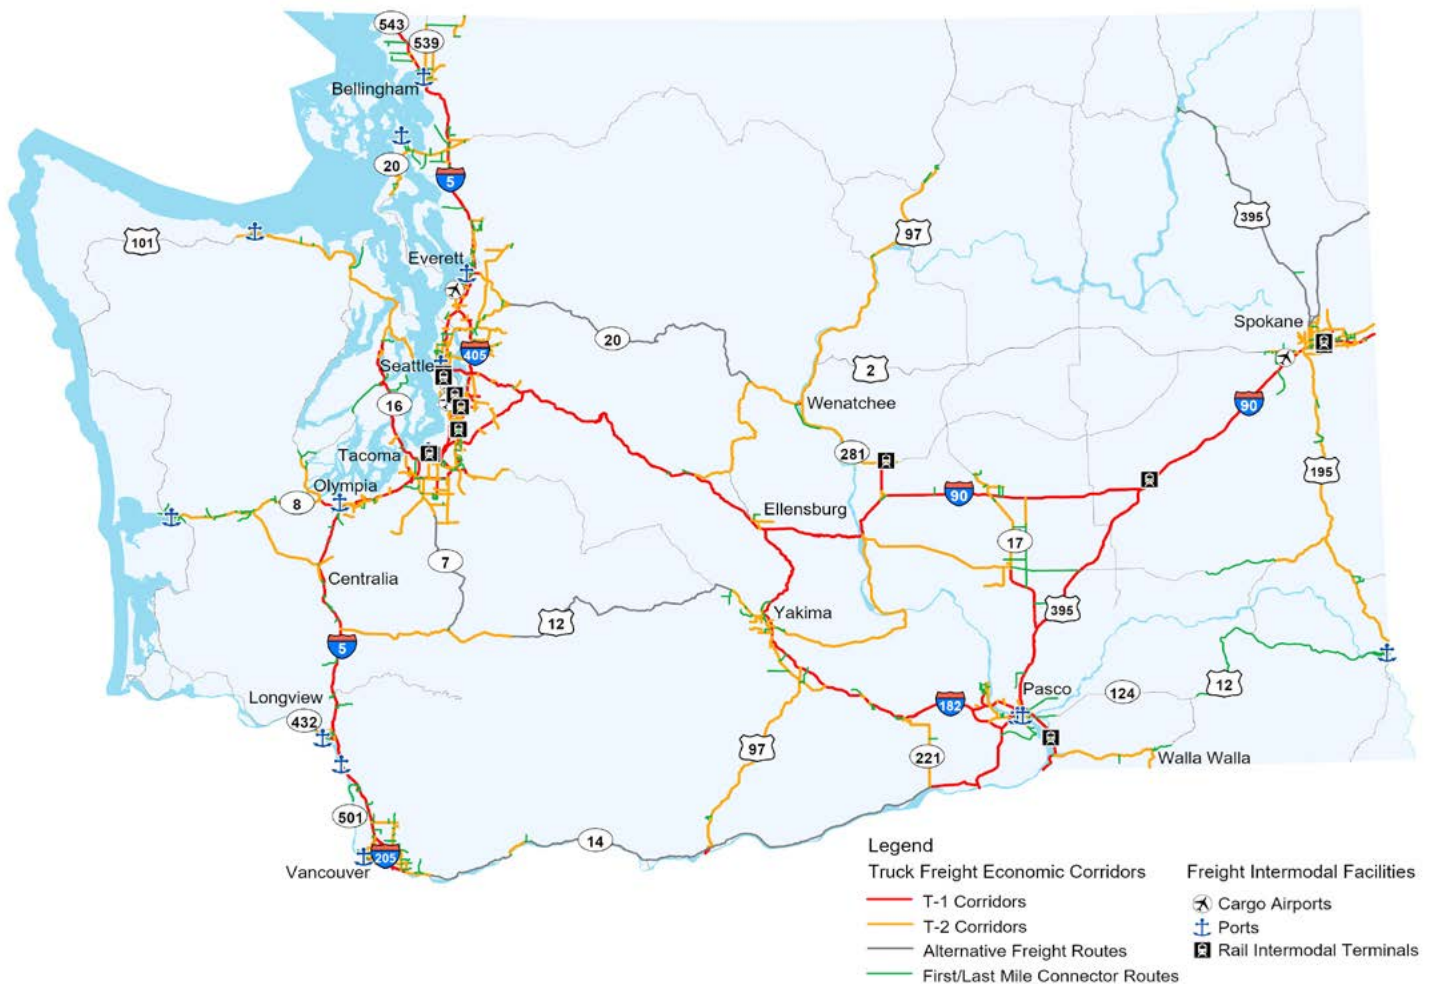 543
539
Bellingham
20
5
101
97
395
Everett
Spokane
20
405
Seattle
2
90
16
Wenatchee
Tacoma
281
195
Olympia
8
90
Ellensburg
17
7
Centralia
395
12
Yakima
5
12
Pasco
124
Longview
182
432
97
221
Walla Walla
501
14
205
Vancouver
Legend
Truck Freight Economic Corridors
T-1 Corridors
T-2 Corridors
Alternative Freight Routes
First/Last Mile Connector Routes
Freight Intermodal Facilities
Cargo Airports
Ports
Rail Intermodal Terminals